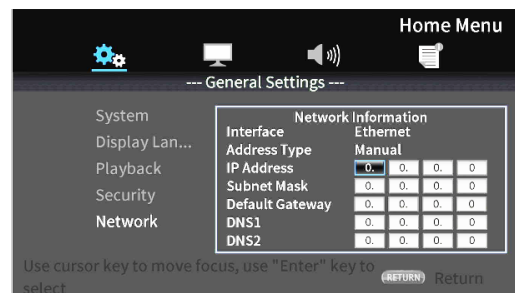 Home Menu
--- General Settings ---
System
Display Lan...
Playback
Security
Network
Network Information
Interface Ethernet
Address Type Manual
IP Address 0. 0. 0. 0
Subnet Mask 0. 0. 0. 0
Default Gateway 0. 0. 0. 0
DNS1 0. 0. 0. 0
DNS2 0. 0. 0. 0
Use cursor key to move focus, use "Enter" key to
select
RETURN Return